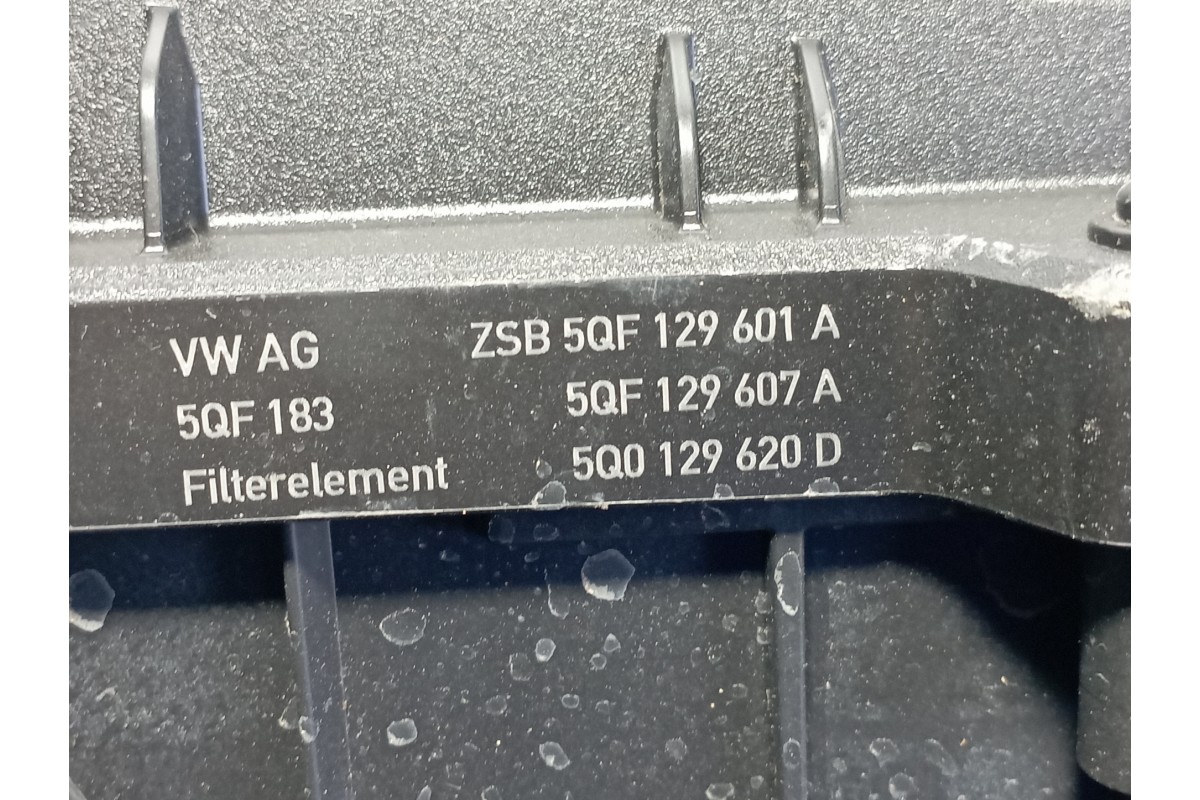 VW AG
5QF 183
Filterelement
ZSB 5QF 129 601 A
5QF 129 607 A
5Q0 129 620 D